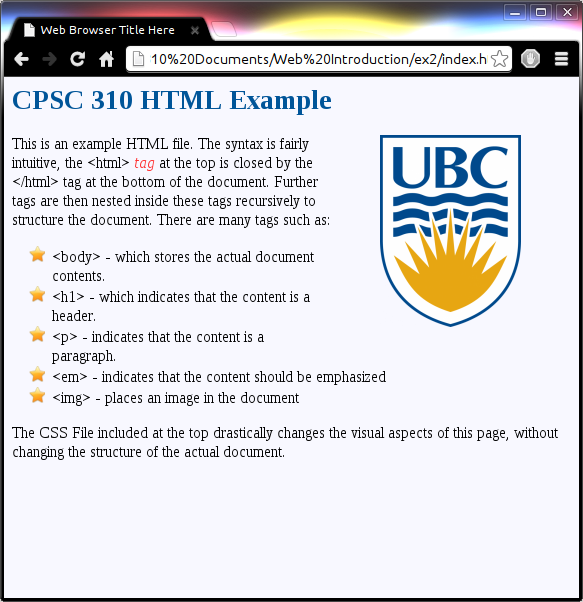 Web Browser Title Here
10%20Documents/Web%20Introduction/ex2/index.h
CPSC 310 HTML Example
This is an example HTML file. The syntax is fairly
intuitive, the <html> tag at the top is closed by the
</html> tag at the bottom of the document. Further
tags are then nested inside these tags recursively to
structure the document. There are many tags such as:
UBC
<body> - which stores the actual document
contents.
<h1> - which indicates that the content is a
header.
<p> - indicates that the content is a
paragraph.
<em> - indicates that the content should be emphasized
<img> - places an image in the document
The CSS File included at the top drastically changes the visual aspects of this page, without
changing the structure of the actual document.